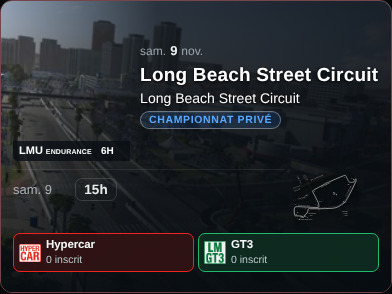 sam. 9 nov.
Long Beach Street Circuit
Long Beach Street Circuit
CHAMPIONNAT PRIVÉ
LMU ENDURANCE 6H
sam. 9 15h
HYPER CAR Hypercar
0 inscrit
LM GT3 GT3
0 inscrit